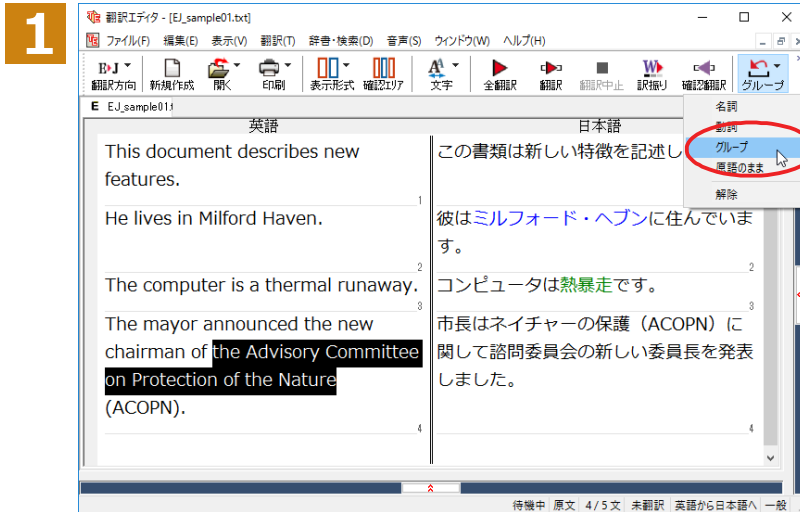 1
翻訳エディタ - [EJ_sample01.txt]
ファイル(F) 編集(E) 表示(V) 翻訳(T) 辞書・検索(D) 音声(S) ウィンドウ(W) ヘルプ(H)
翻訳方向 新規作成 開く 印刷 表示形式 確認エリア 文字 全翻訳 翻訳 翻訳中止 訳振り 確認翻訳 グループ
E EJ_sample01.t
名詞
動詞
グループ
原語のまま
解除
英語 日本語
This document describes new
features.
1
この書類は新しい特徴を記述し
He lives in Milford Haven.
2
彼はミルフォード・ヘブンに住んでいま
す。
2
The computer is a thermal runaway.
3
コンピュータは熱暴走です。
3
The mayor announced the new
chairman of the Advisory Committee
on Protection of the Nature
(ACOPN).
4
市長はネイチャーの保護（ACOPN）に
関して諮問委員会の新しい委員長を発表
しました。
4
待機中 原文 4/5文 未翻訳 英語から日本語へ 一般